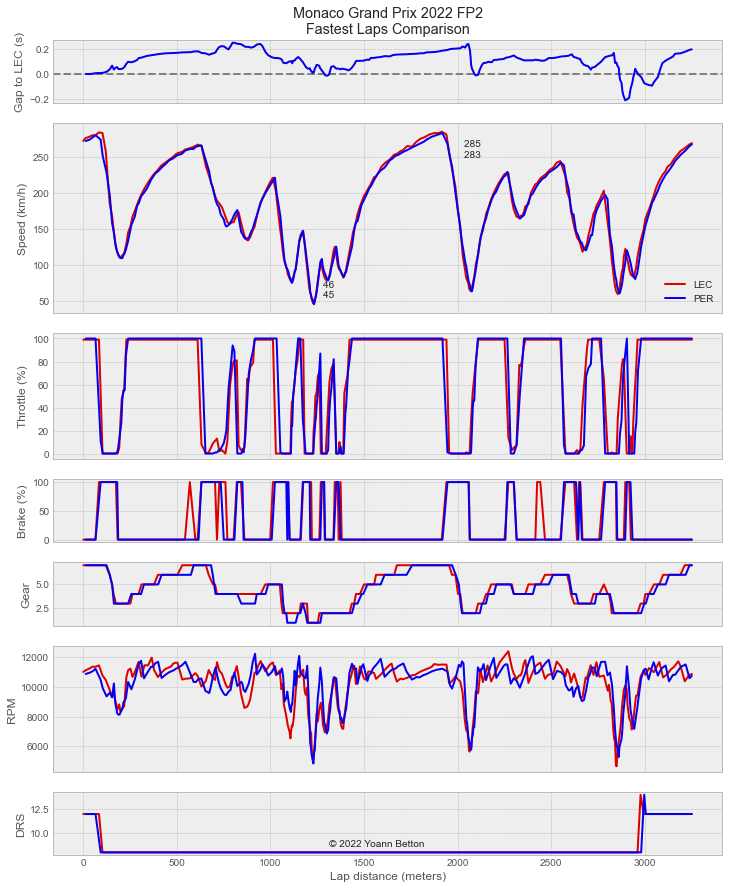 Monaco Grand Prix 2022 FP2
Fastest Laps Comparison
Gap to LEC (s)
0.2
0.0
−0.2
Speed (km/h)
250
200
150
100
50
285
283
46
45
LEC
PER
Throttle (%)
100
80
60
40
20
0
Brake (%)
100
50
0
Gear
5.0
2.5
RPM
12000
10000
8000
6000
DRS
12.5
10.0
© 2022 Yoann Betton
0 500 1000 1500 2000 2500 3000
Lap distance (meters)